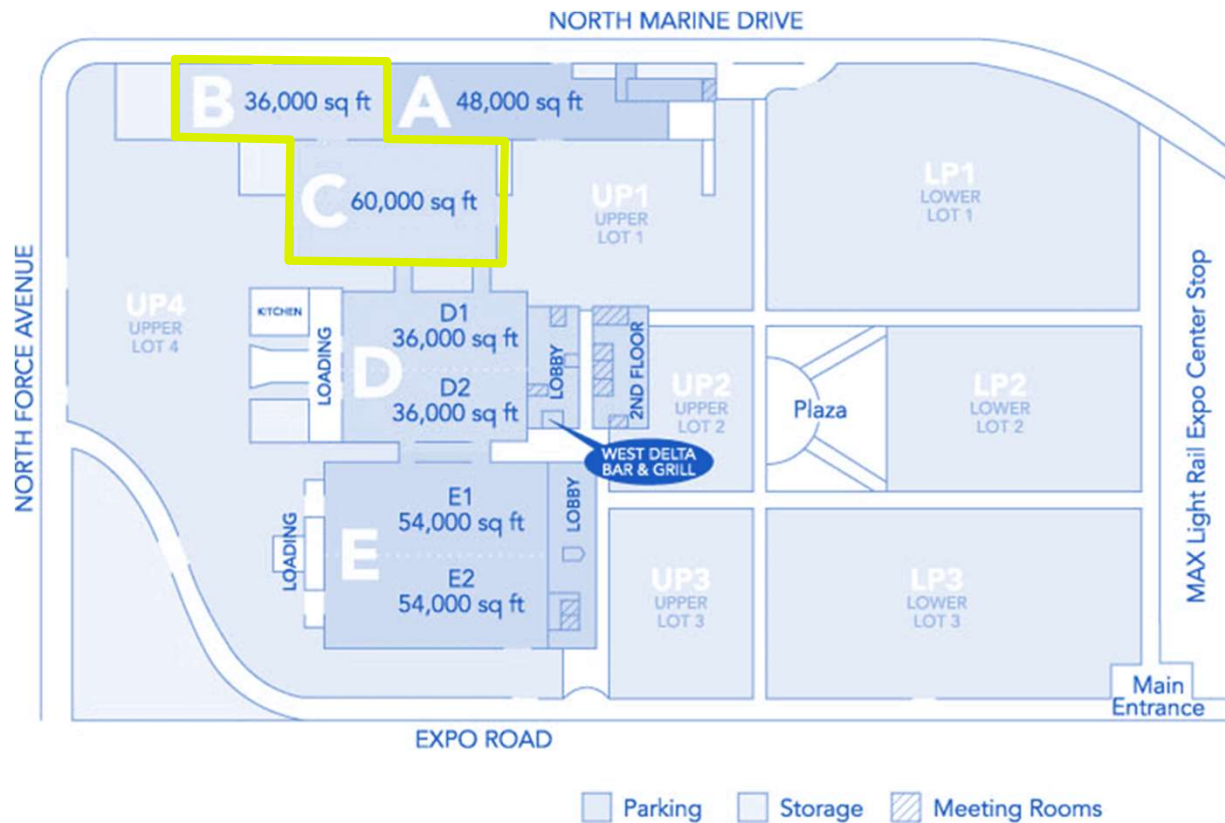 NORTH MARINE DRIVE
B
36,000 sq ft
A
48,000 sq ft
C
60,000 sq ft
UP1
UPPER
LOT 1
LP1
LOWER
LOT 1
NORTH FORCE AVENUE
UP4
UPPER
LOT 4
KITCHEN
LOADING
D
D1
36,000 sq ft
D2
36,000 sq ft
LOBBY
2ND FLOOR
UP2
UPPER
LOT 2
Plaza
LP2
LOWER
LOT 2
MAX Light Rail Expo Center Stop
WEST DELTA
BAR & GRILL
LOADING
E
E1
54,000 sq ft
E2
54,000 sq ft
LOBBY
UP3
UPPER
LOT 3
LP3
LOWER
LOT 3
Main
Entrance
EXPO ROAD
Parking
Storage
Meeting Rooms